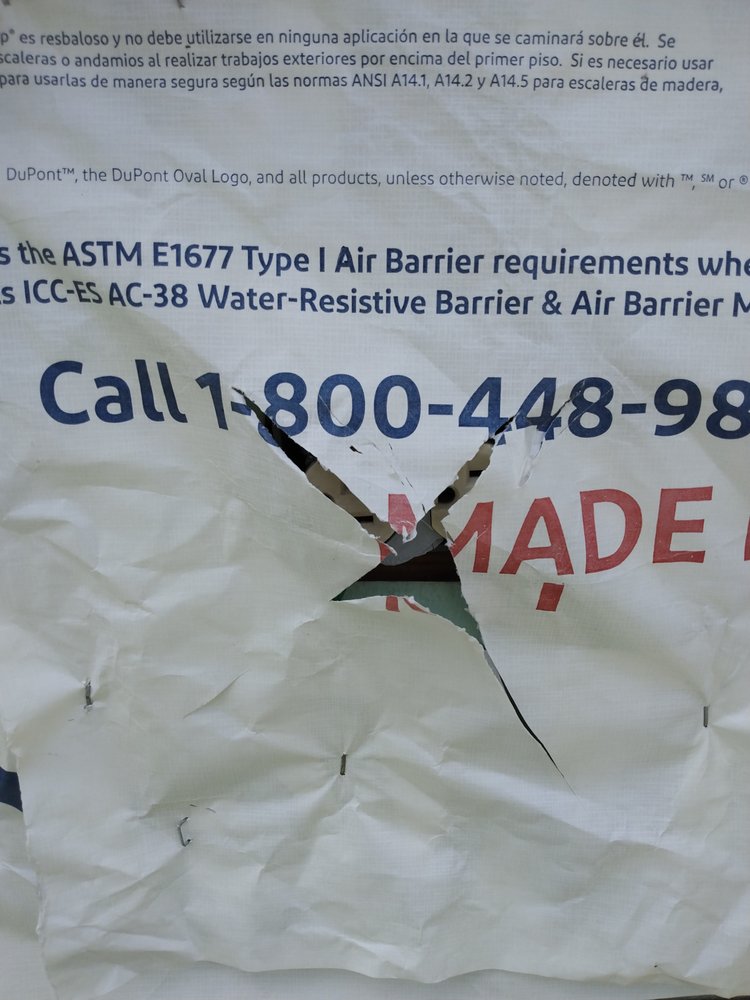 p® es resbaloso y no debe utilizarse en ninguna aplicación en la que se caminará sobre él. Se
scaleras o andamios al realizar trabajos exteriores por encima del primer piso. Si es necesario usar
para usarlas de manera segura según las normas ANSI A14.1, A14.2 y A14.5 para escaleras de madera,
DuPont™, the DuPont Oval Logo, and all products, unless otherwise noted, denoted with ™, ℠ or ®
s the ASTM E1677 Type I Air Barrier requirements whe
s ICC-ES AC-38 Water-Resistive Barrier & Air Barrier M
Call 1-800-448-98
MADE